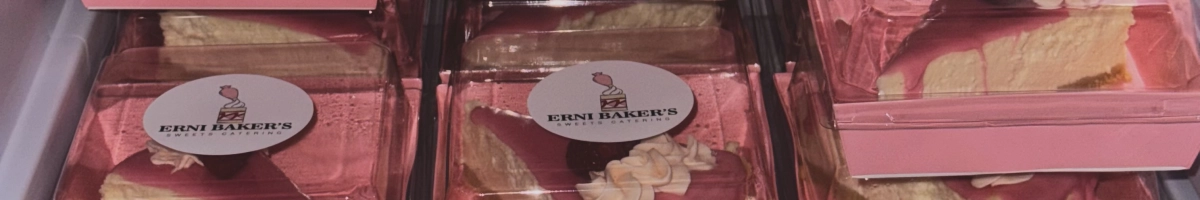 ERNI BAKER'S
SWEETS CATERING
ERNI BAKER'S
SWEETS CATERING